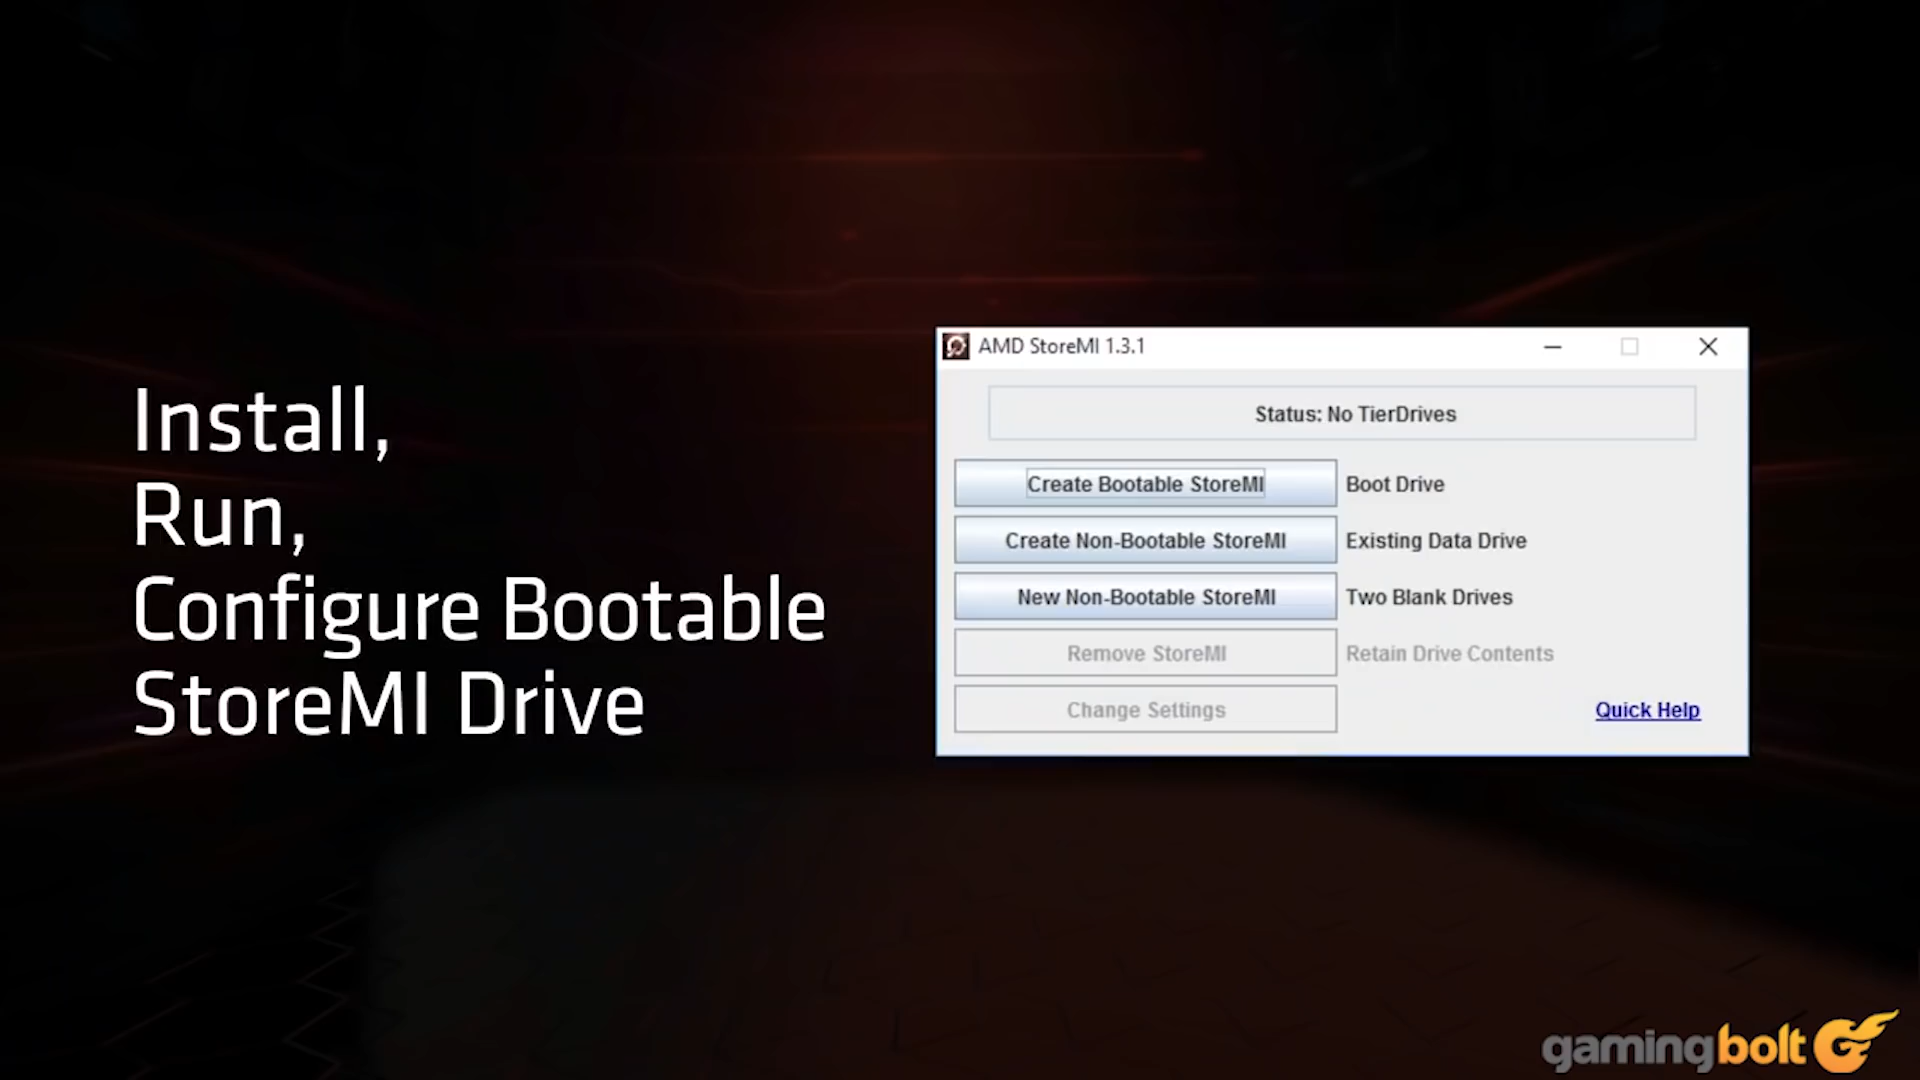 Install,
Run,
Configure Bootable
StoreMI Drive
AMD StoreMI 1.3.1
Status: No TierDrives
Create Bootable StoreMI Boot Drive
Create Non-Bootable StoreMI Existing Data Drive
New Non-Bootable StoreMI Two Blank Drives
Remove StoreMI Retain Drive Contents
Change Settings Quick Help
gamingbolt